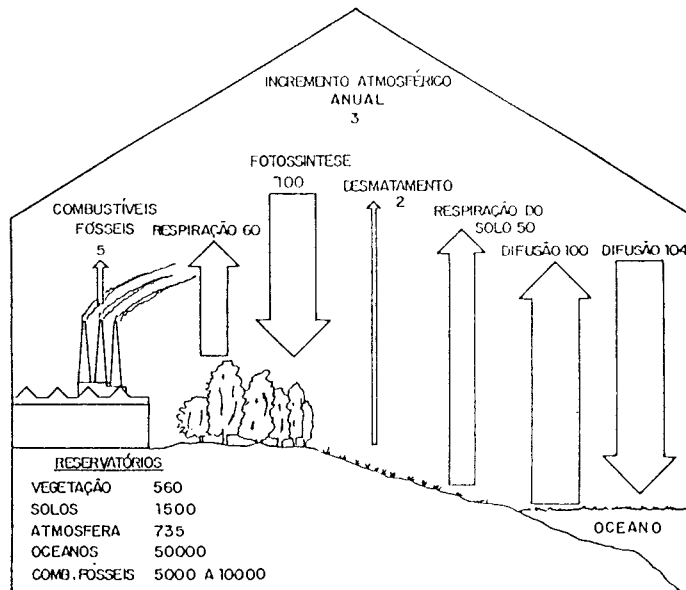 INCREMENTO ATMOSFÉRICO
ANUAL
3
FOTOSSINTESE
100
DESMATAMENTO
2
COMBUSTÍVEIS
FÓSSEIS
5
RESPIRAÇÃO 60
RESPIRAÇÃO DO
SOLO 50
DIFUSÃO 100
DIFUSÃO 104
RESERVATÓRIOS
VEGETAÇÃO 560
SOLOS 1500
ATMOSFERA 735
OCEANOS 50000
COMB. FÓSSEIS 5000 A 10000
OCEANO